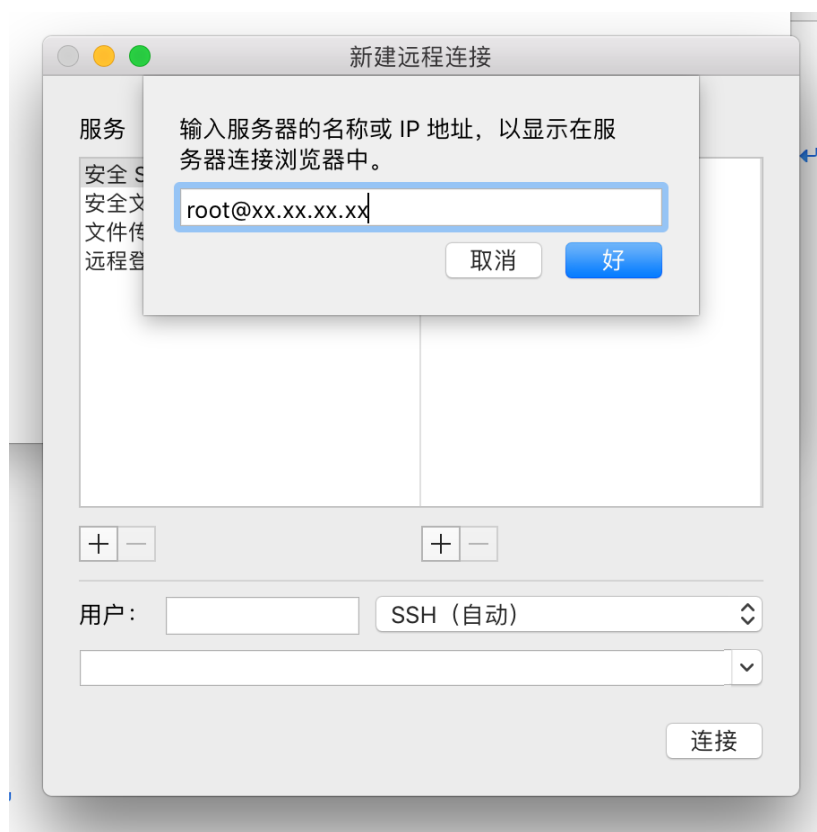 新建远程连接
服务
输入服务器的名称或 IP 地址，以显示在服
务器连接浏览器中。
root@xx.xx.xx.xx
取消
好
安全 S
安全文
文件传
远程登
用户：
SSH（自动）
连接